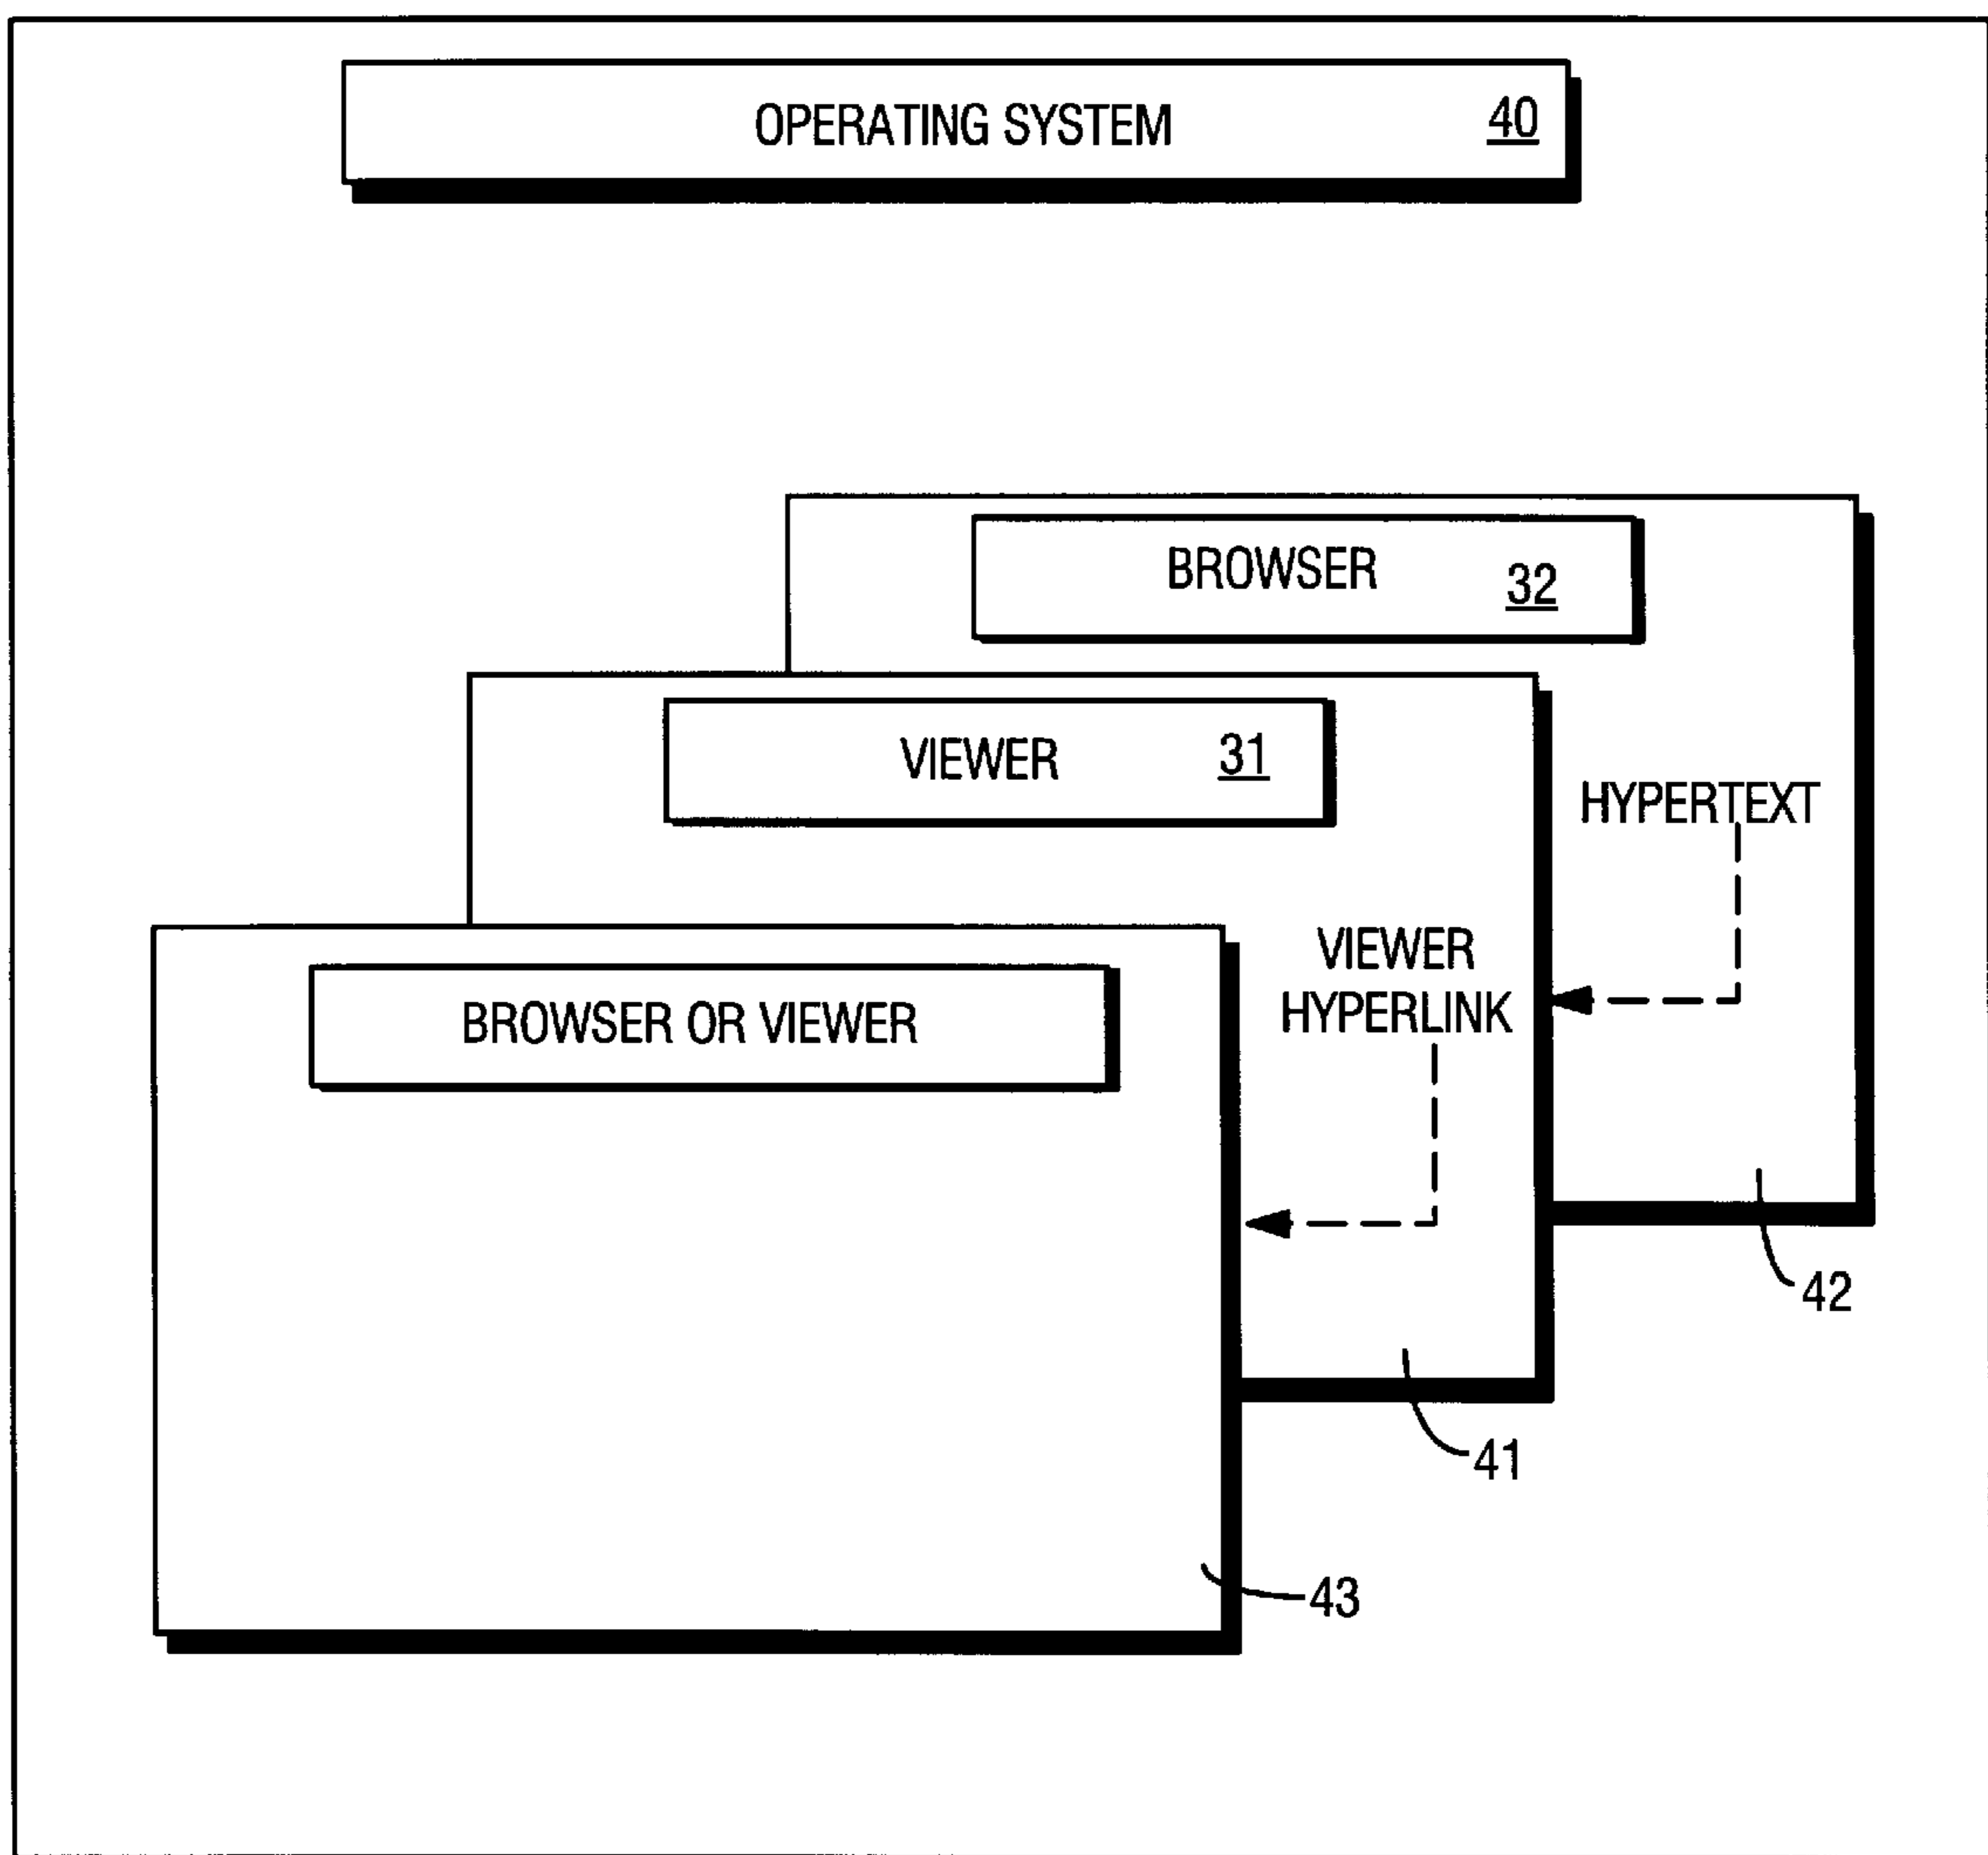 OPERATING SYSTEM 40
BROWSER 32
VIEWER 31
HYPERTEXT
VIEWER
HYPERLINK
BROWSER OR VIEWER
42
41
43